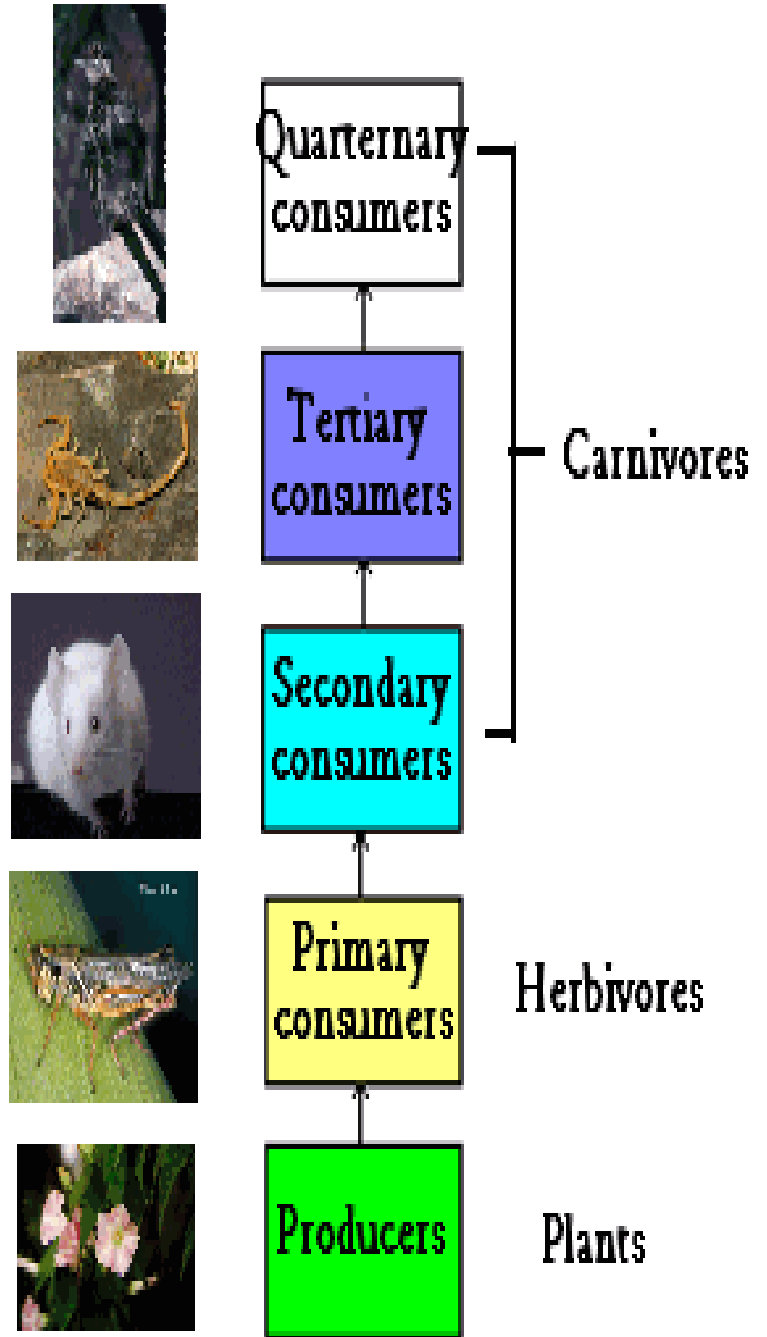 Quarternary
consumers
Tertiary
consumers
Carnivores
Secondary
consumers
Primary
consumers
Herbivores
Producers
Plants